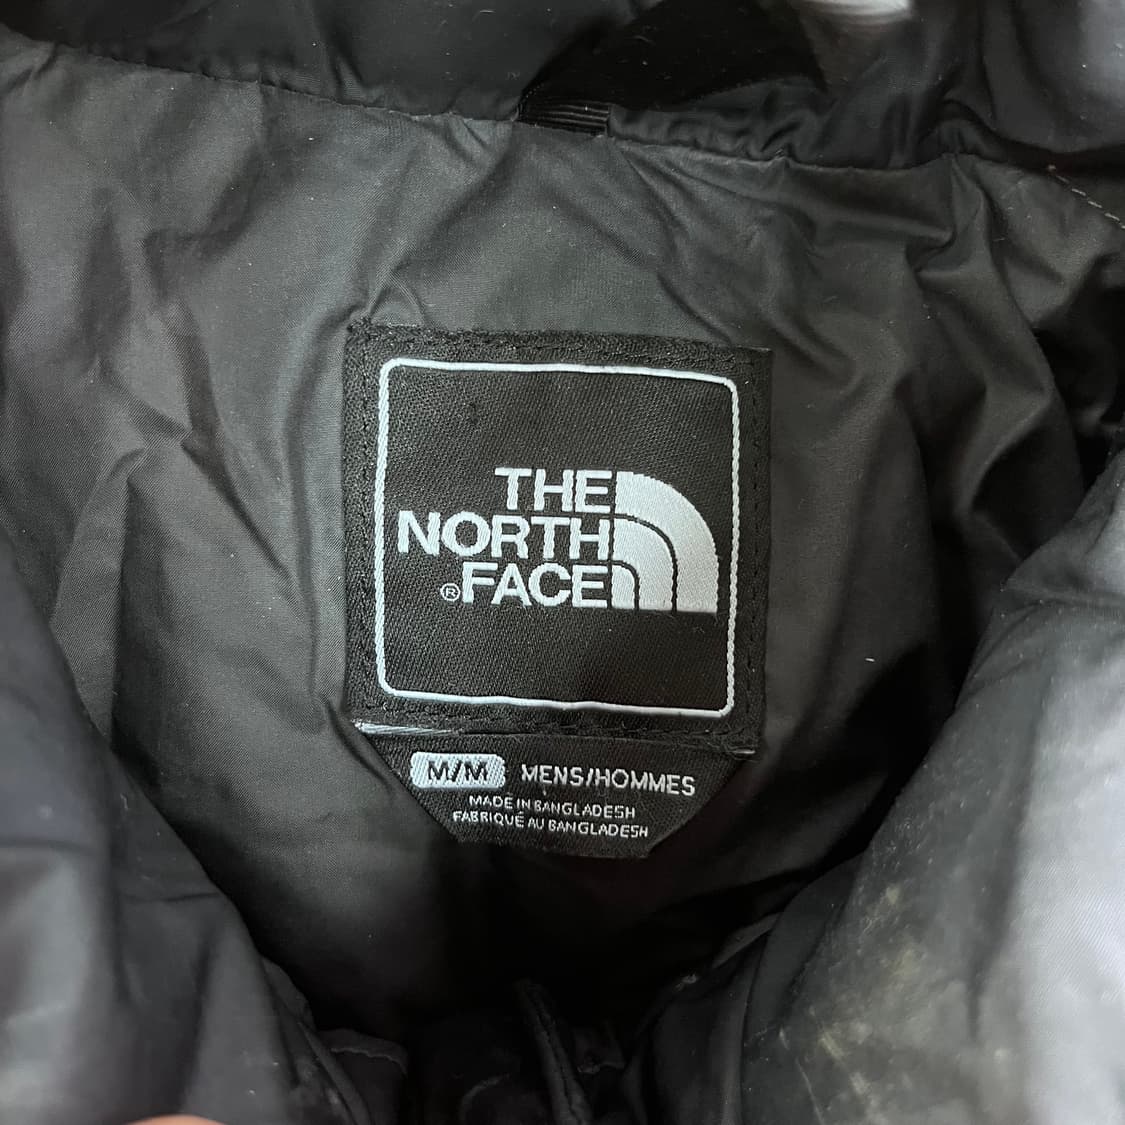 THE
NORTH
®FACE
M/M MENS/HOMMES
MADE IN BANGLADESH
FABRIQUÉ AU BANGLADESH